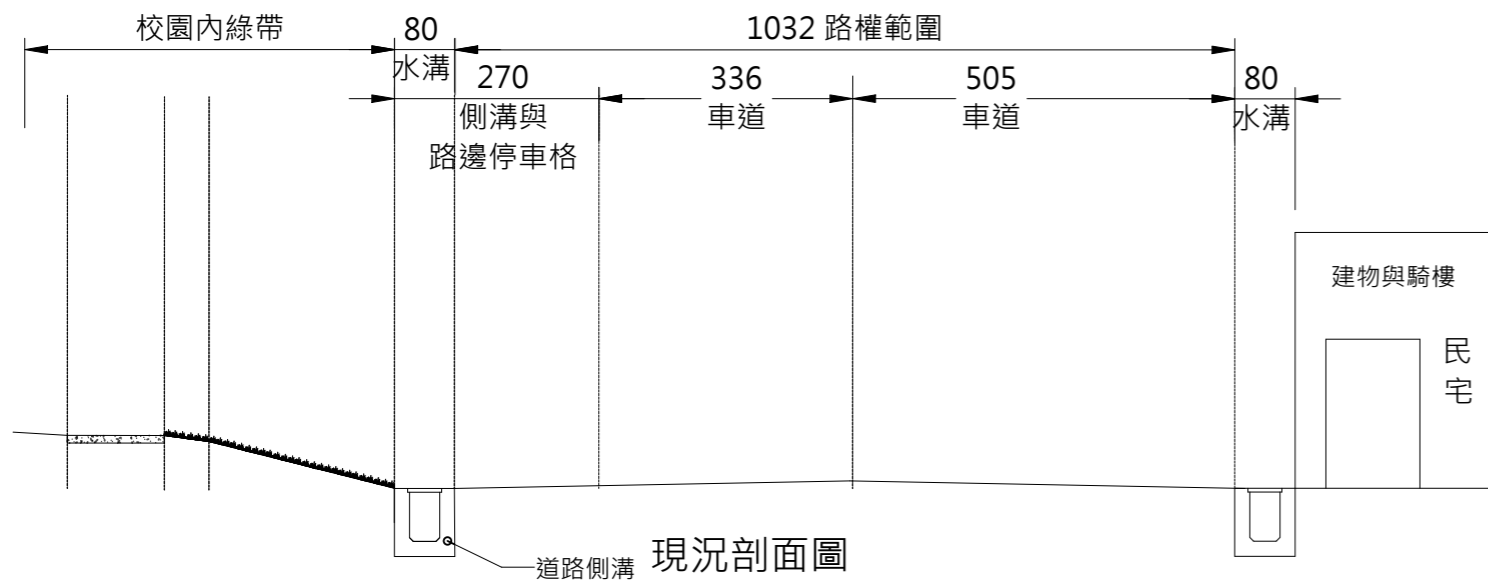 校園內綠帶
80
水溝
1032 路權範圍
270
側溝與
路邊停車格
336
車道
505
車道
80
水溝
建物與騎樓
民
宅
道路側溝
現況剖面圖